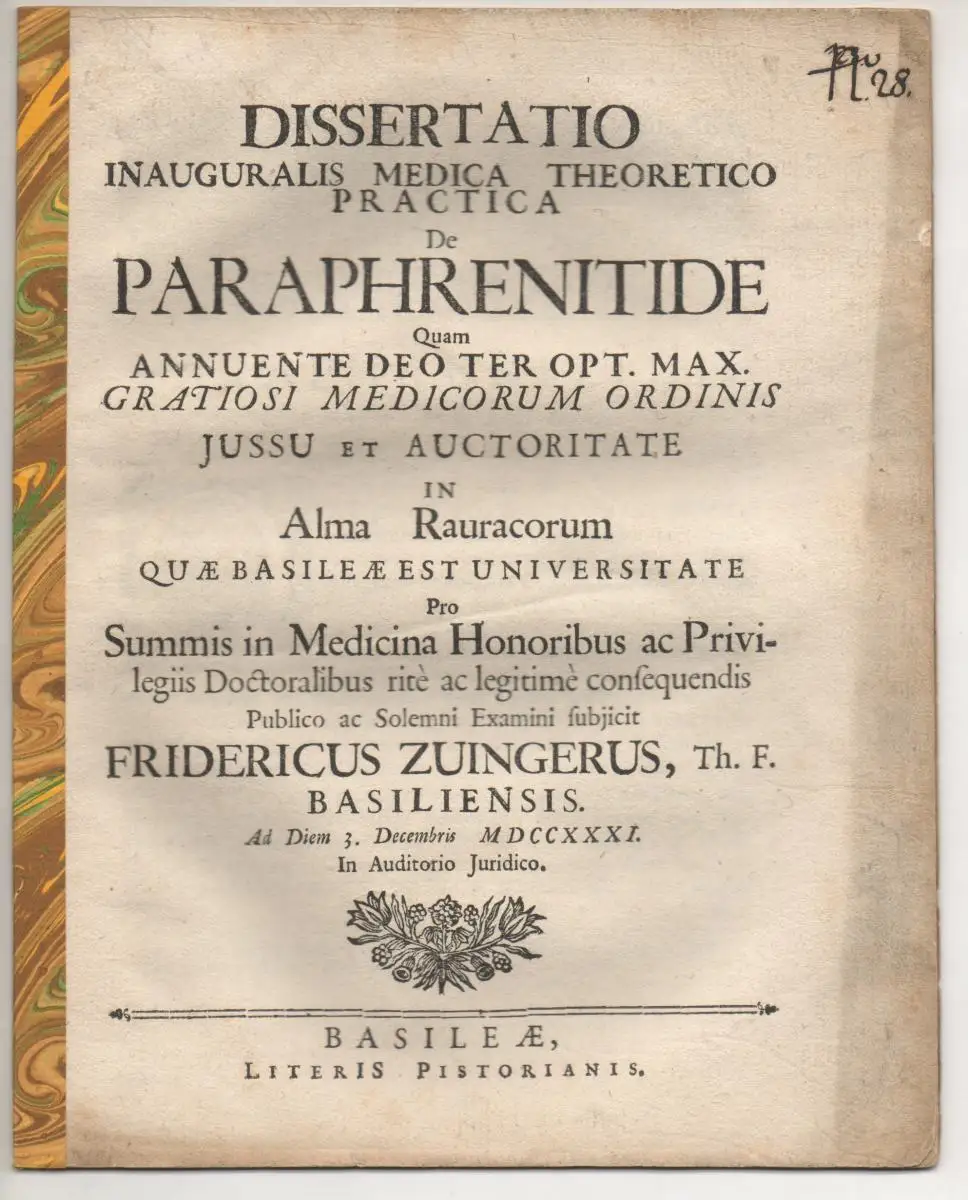 28.
DISSERTATIO
INAUGURALIS MEDICA THEORETICO
PRACTICA
De
PARAPHRENITIDE
Quam
ANNUENTE DEO TER OPT. MAX.
GRATIOSI MEDICORUM ORDINIS
JUSSU ET AUCTORITATE
IN
Alma Rauracorum
QUÆ BASILEÆ EST UNIVERSITATE
Pro
Summis in Medicina Honoribus ac Privi-
legiis Doctoralibus ritè ac legitimè conſequendis
Publico ac Solemni Examini ſubjicit
FRIDERICUS ZUINGERUS, Th. F.
BASILIENSIS.
Ad Diem 3. Decembris MDCCXXXI.
In Auditorio Juridico.
BASILEÆ,
LITERIS PISTORIANIS.